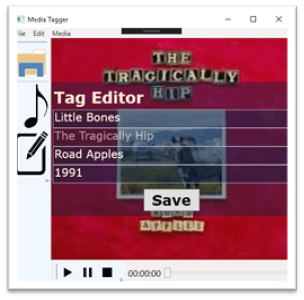 Media Tagger
File Edit Media
THE
TRAGICALLY
HIP
Tag Editor
Little Bones
The Tragically Hip
Road Apples
1991
Save
APPLES
00:00:00